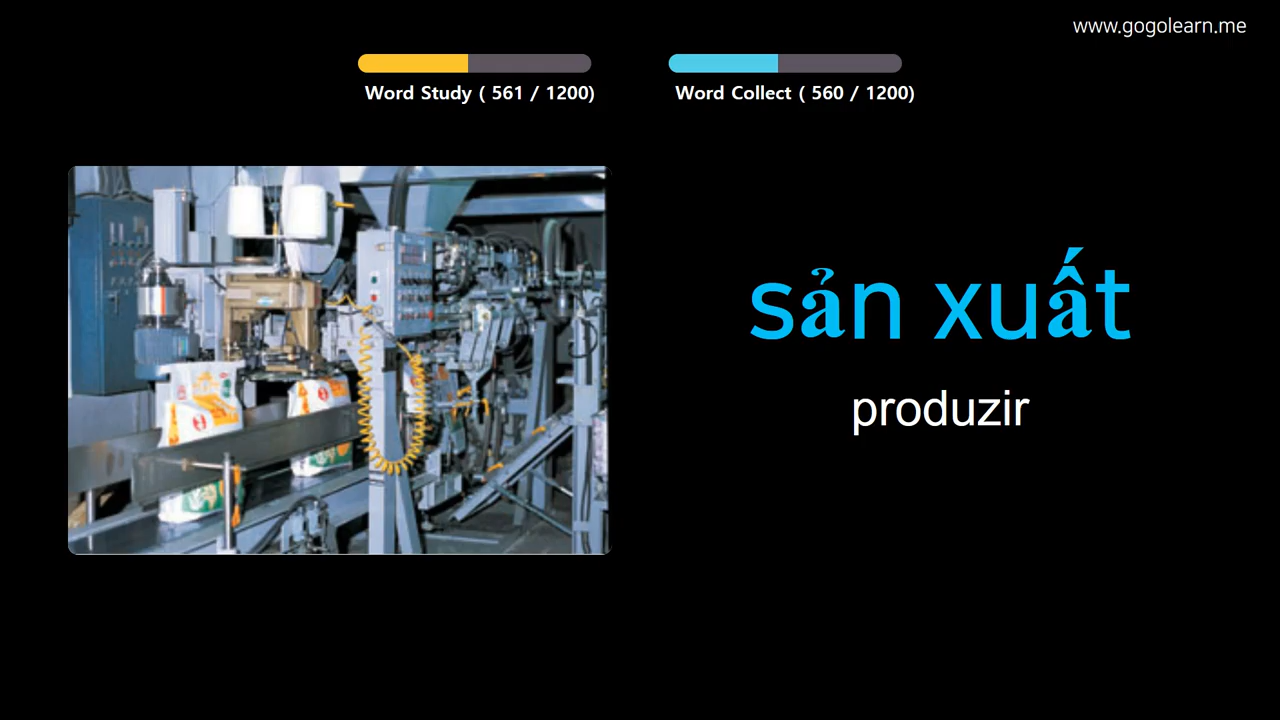 www.gogolearn.me
Word Study ( 561 / 1200)
Word Collect ( 560 / 1200)
sản xuất
produzir